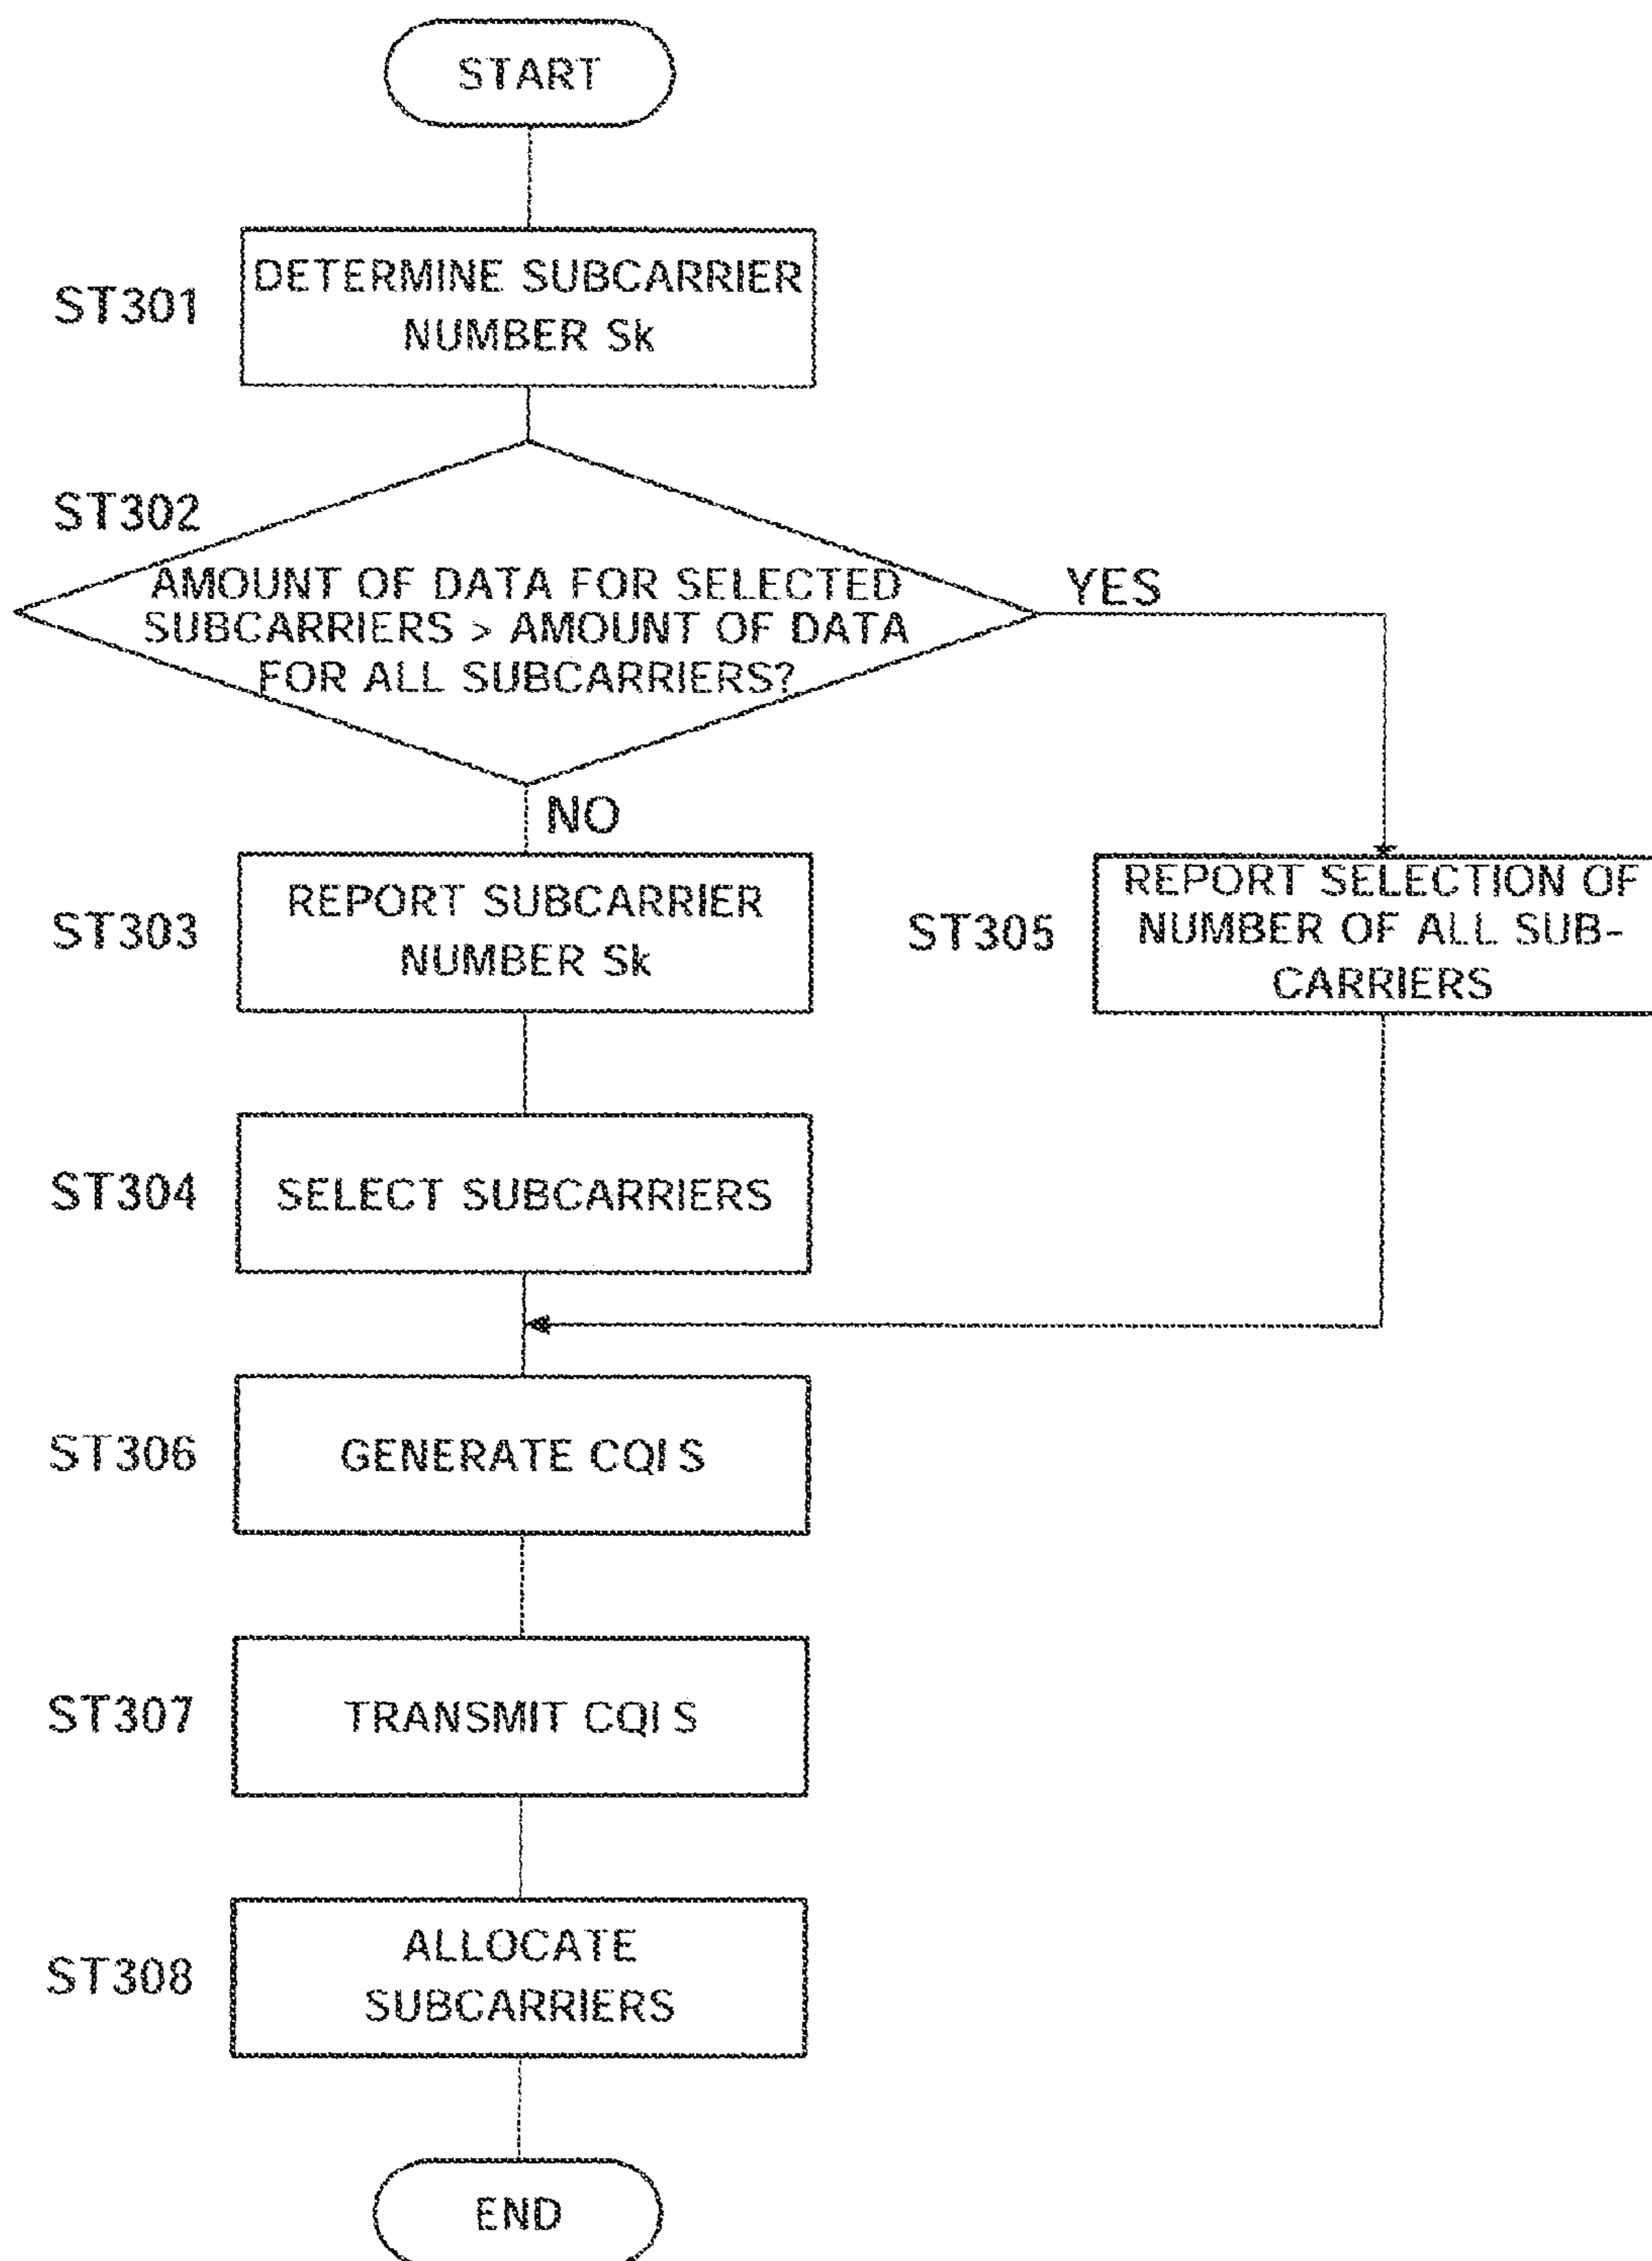 START
ST301
DETERMINE SUBCARRIER
NUMBER Sk
ST302
AMOUNT OF DATA FOR SELECTED
SUBCARRIERS > AMOUNT OF DATA
FOR ALL SUBCARRIERS?
YES
NO
ST303
REPORT SUBCARRIER
NUMBER Sk
ST305
REPORT SELECTION OF
NUMBER OF ALL SUB-
CARRIERS
ST304
SELECT SUBCARRIERS
ST306
GENERATE CQI S
ST307
TRANSMIT CQI S
ST308
ALLOCATE
SUBCARRIERS
END